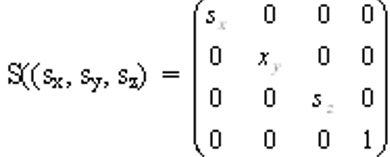 S((sx, sy, sz) = 
sx 0 0 0
0 xy 0 0
0 0 sz 0
0 0 0 1